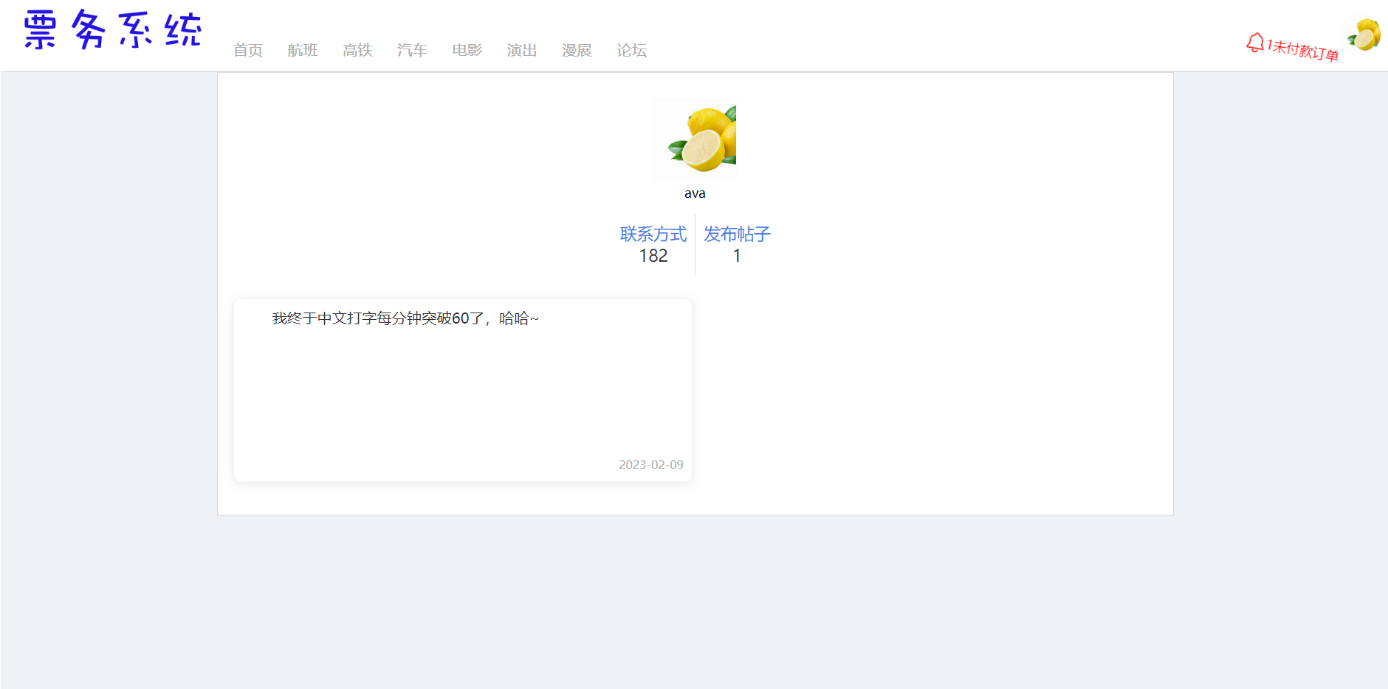 票务系统
首页 航班 高铁 汽车 电影 演出 漫展 论坛
1未付款订单
ava
联系方式 发布帖子
182 1
我终于中文打字每分钟突破60了，哈哈~
2023-02-09